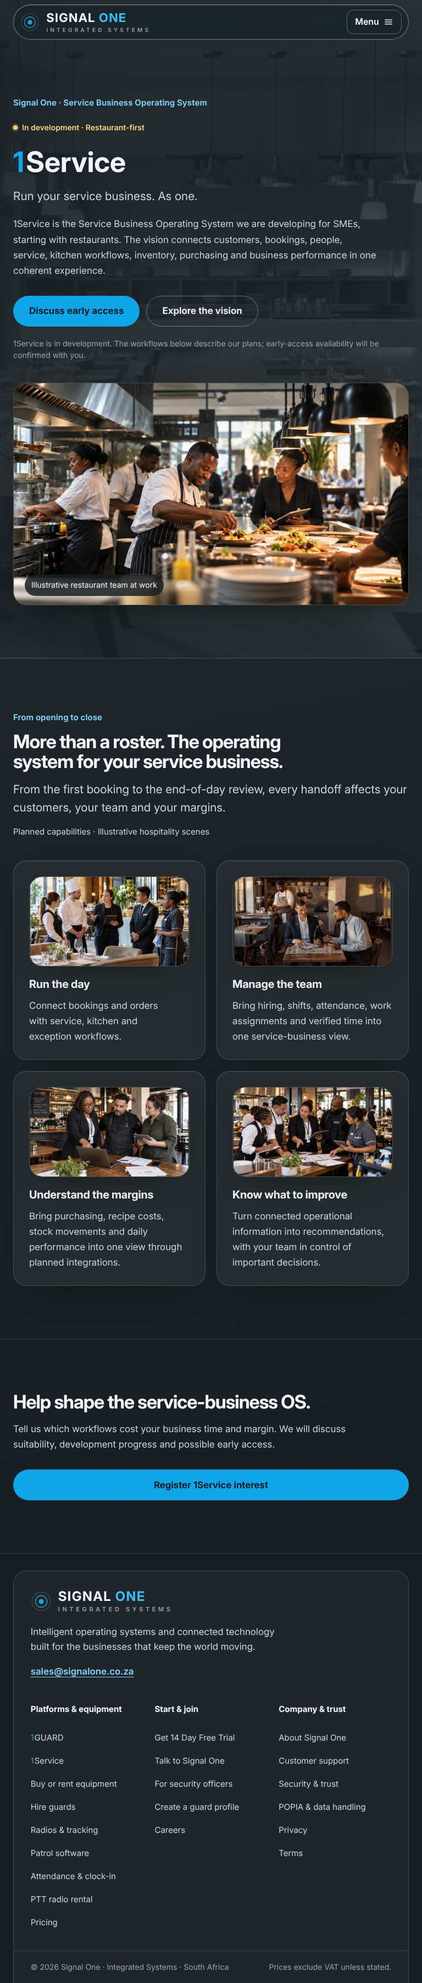 SIGNAL ONE
INTEGRATED SYSTEMS
Menu
Signal One · Service Business Operating System
In development · Restaurant-first
1Service
Run your service business. As one.
1Service is the Service Business Operating System we are developing for SMEs,
starting with restaurants. The vision connects customers, bookings, people,
service, kitchen workflows, inventory, purchasing and business performance in one
coherent experience.
Discuss early access
Explore the vision
1Service is in development. The workflows below describe our plans; early-access availability will be
confirmed with you.
Illustrative restaurant team at work
From opening to close
More than a roster. The operating
system for your service business.
From the first booking to the end-of-day review, every handoff affects your
customers, your team and your margins.
Planned capabilities · Illustrative hospitality scenes
Run the day
Connect bookings and orders
with service, kitchen and
exception workflows.
Manage the team
Bring hiring, shifts, attendance, work
assignments and verified time into
one service-business view.
Understand the margins
Bring purchasing, recipe costs,
stock movements and daily
performance into one view through
planned integrations.
Know what to improve
Turn connected operational
information into recommendations,
with your team in control of
important decisions.
Help shape the service-business OS.
Tell us which workflows cost your business time and margin. We will discuss
suitability, development progress and possible early access.
Register 1Service interest
SIGNAL ONE
INTEGRATED SYSTEMS
Intelligent operating systems and connected technology
built for the businesses that keep the world moving.
sales@signalone.co.za
Platforms & equipment
1GUARD
1Service
Buy or rent equipment
Hire guards
Radios & tracking
Patrol software
Attendance & clock-in
PTT radio rental
Pricing
Start & join
Get 14 Day Free Trial
Talk to Signal One
For security officers
Create a guard profile
Careers
Company & trust
About Signal One
Customer support
Security & trust
POPIA & data handling
Privacy
Terms
© 2026 Signal One · Integrated Systems · South Africa
Prices exclude VAT unless stated.